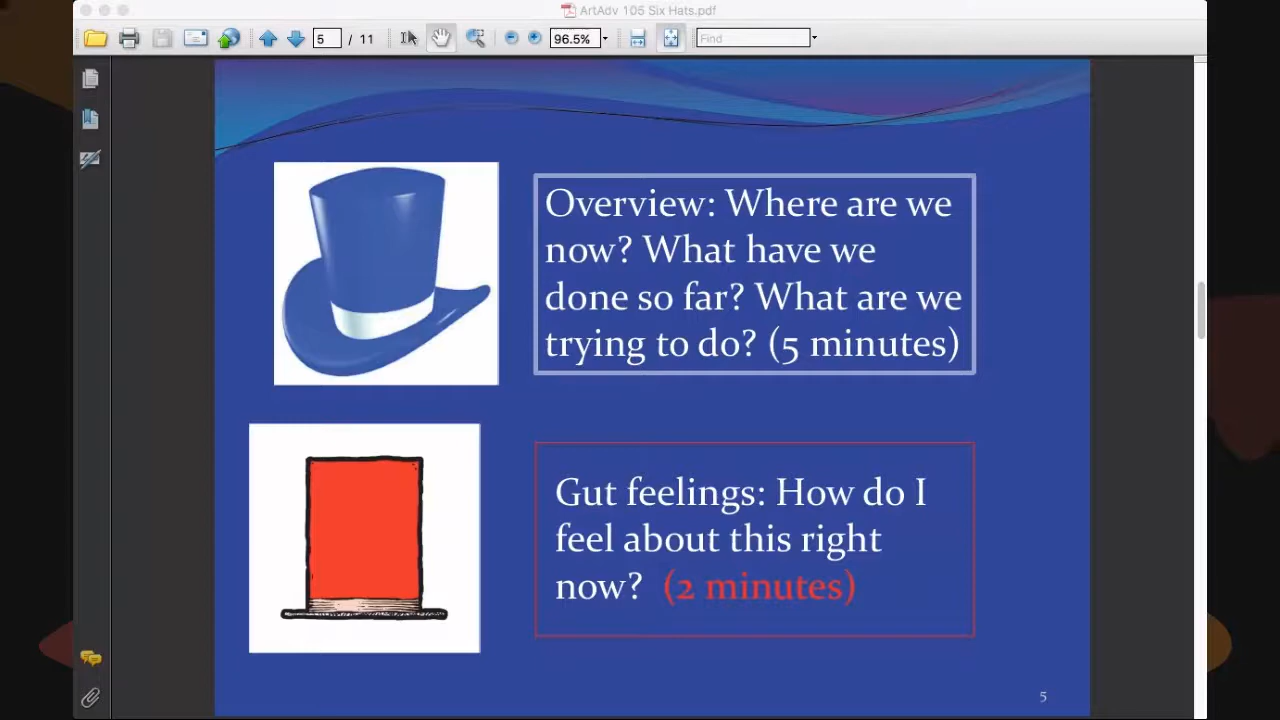 ArtAdv 105 Six Hats.pdf
5 / 11
96.5%
Find
Overview: Where are we
now? What have we
done so far? What are we
trying to do? (5 minutes)
Gut feelings: How do I
feel about this right
now? (2 minutes)
5